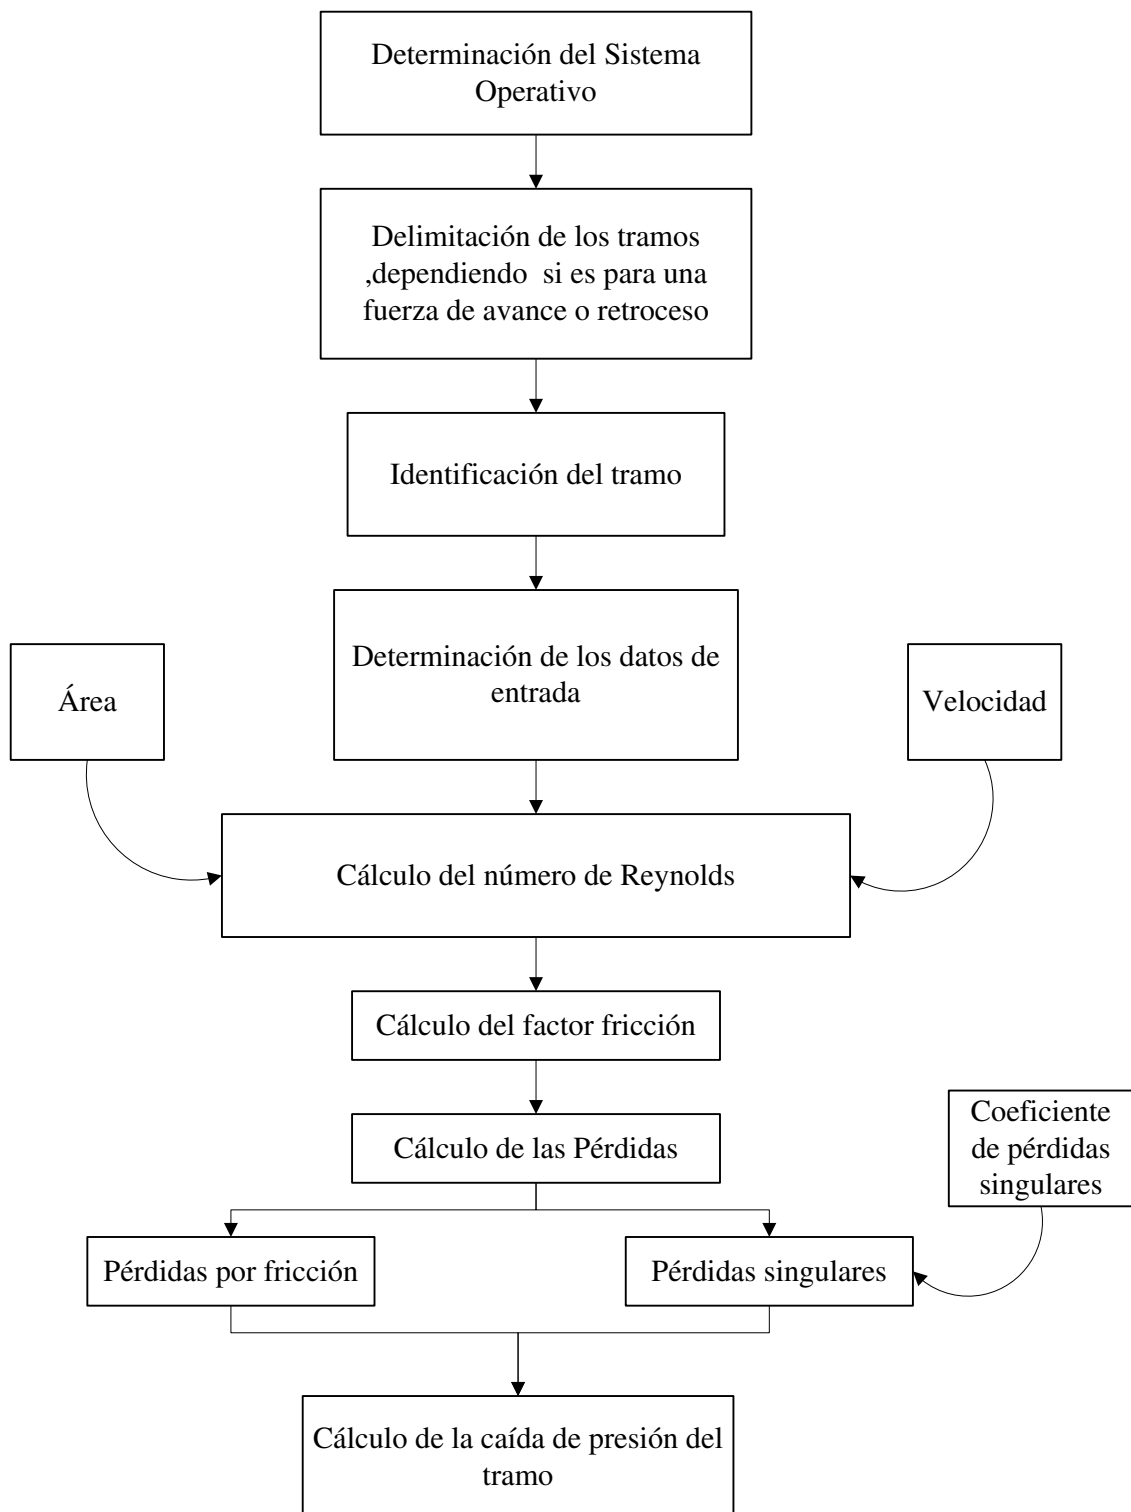 Determinación del Sistema
Operativo
Delimitación de los tramos
,dependiendo si es para una
fuerza de avance o retroceso
Identificación del tramo
Determinación de los datos de
entrada
Área
Velocidad
Cálculo del número de Reynolds
Cálculo del factor fricción
Cálculo de las Pérdidas
Coeficiente
de pérdidas
singulares
Pérdidas por fricción
Pérdidas singulares
Cálculo de la caída de presión del
tramo